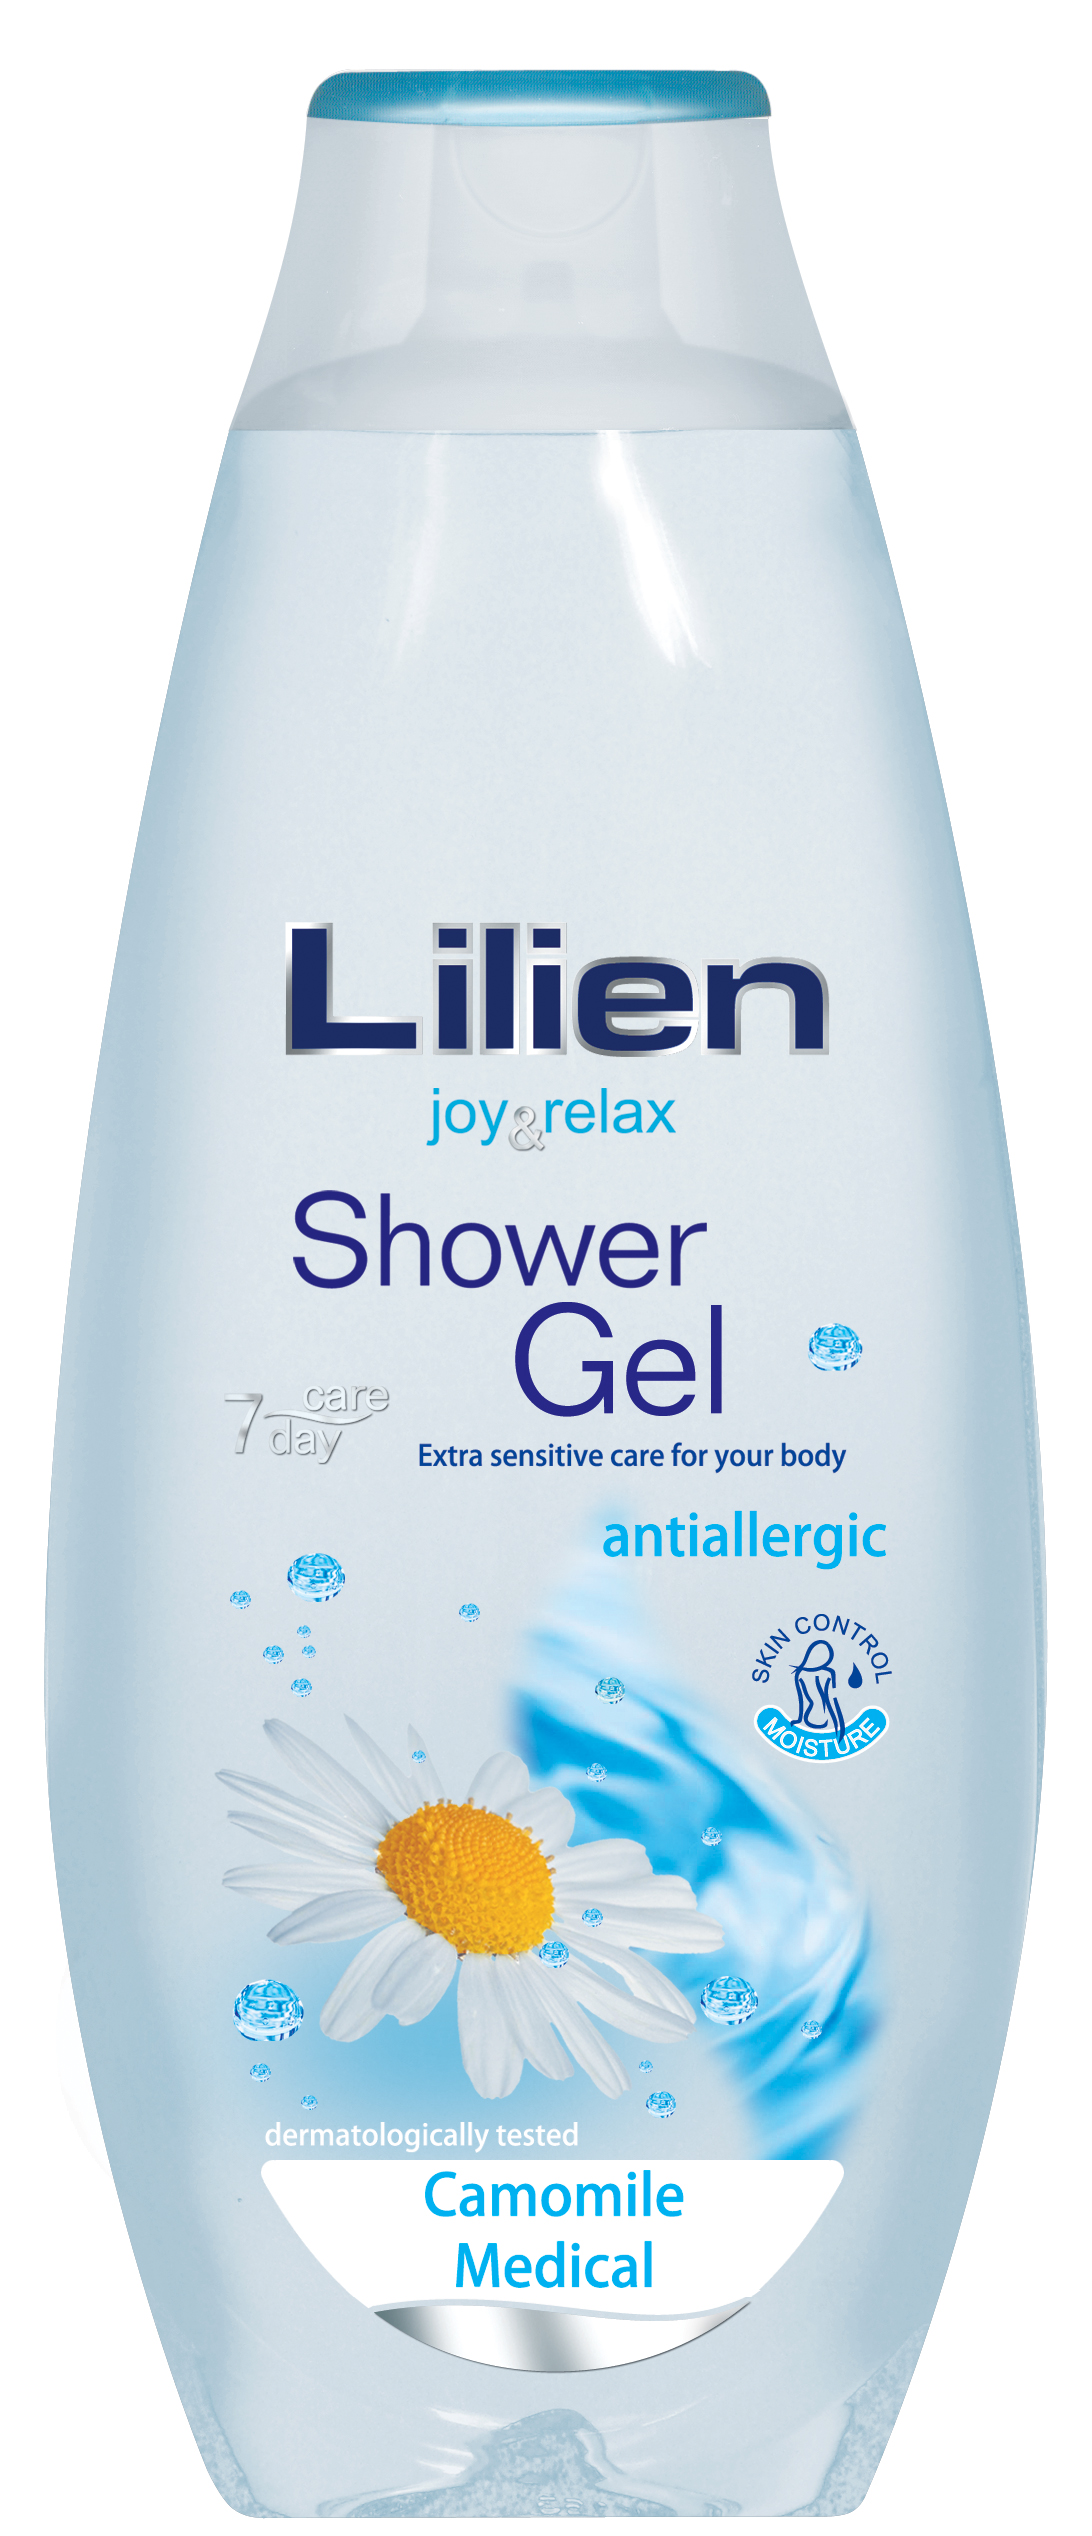 Lilien
joy&relax
Shower
Gel
7 day care
Extra sensitive care for your body
antiallergic
SKIN CONTROL
MOISTURE
dermatologically tested
Camomile
Medical